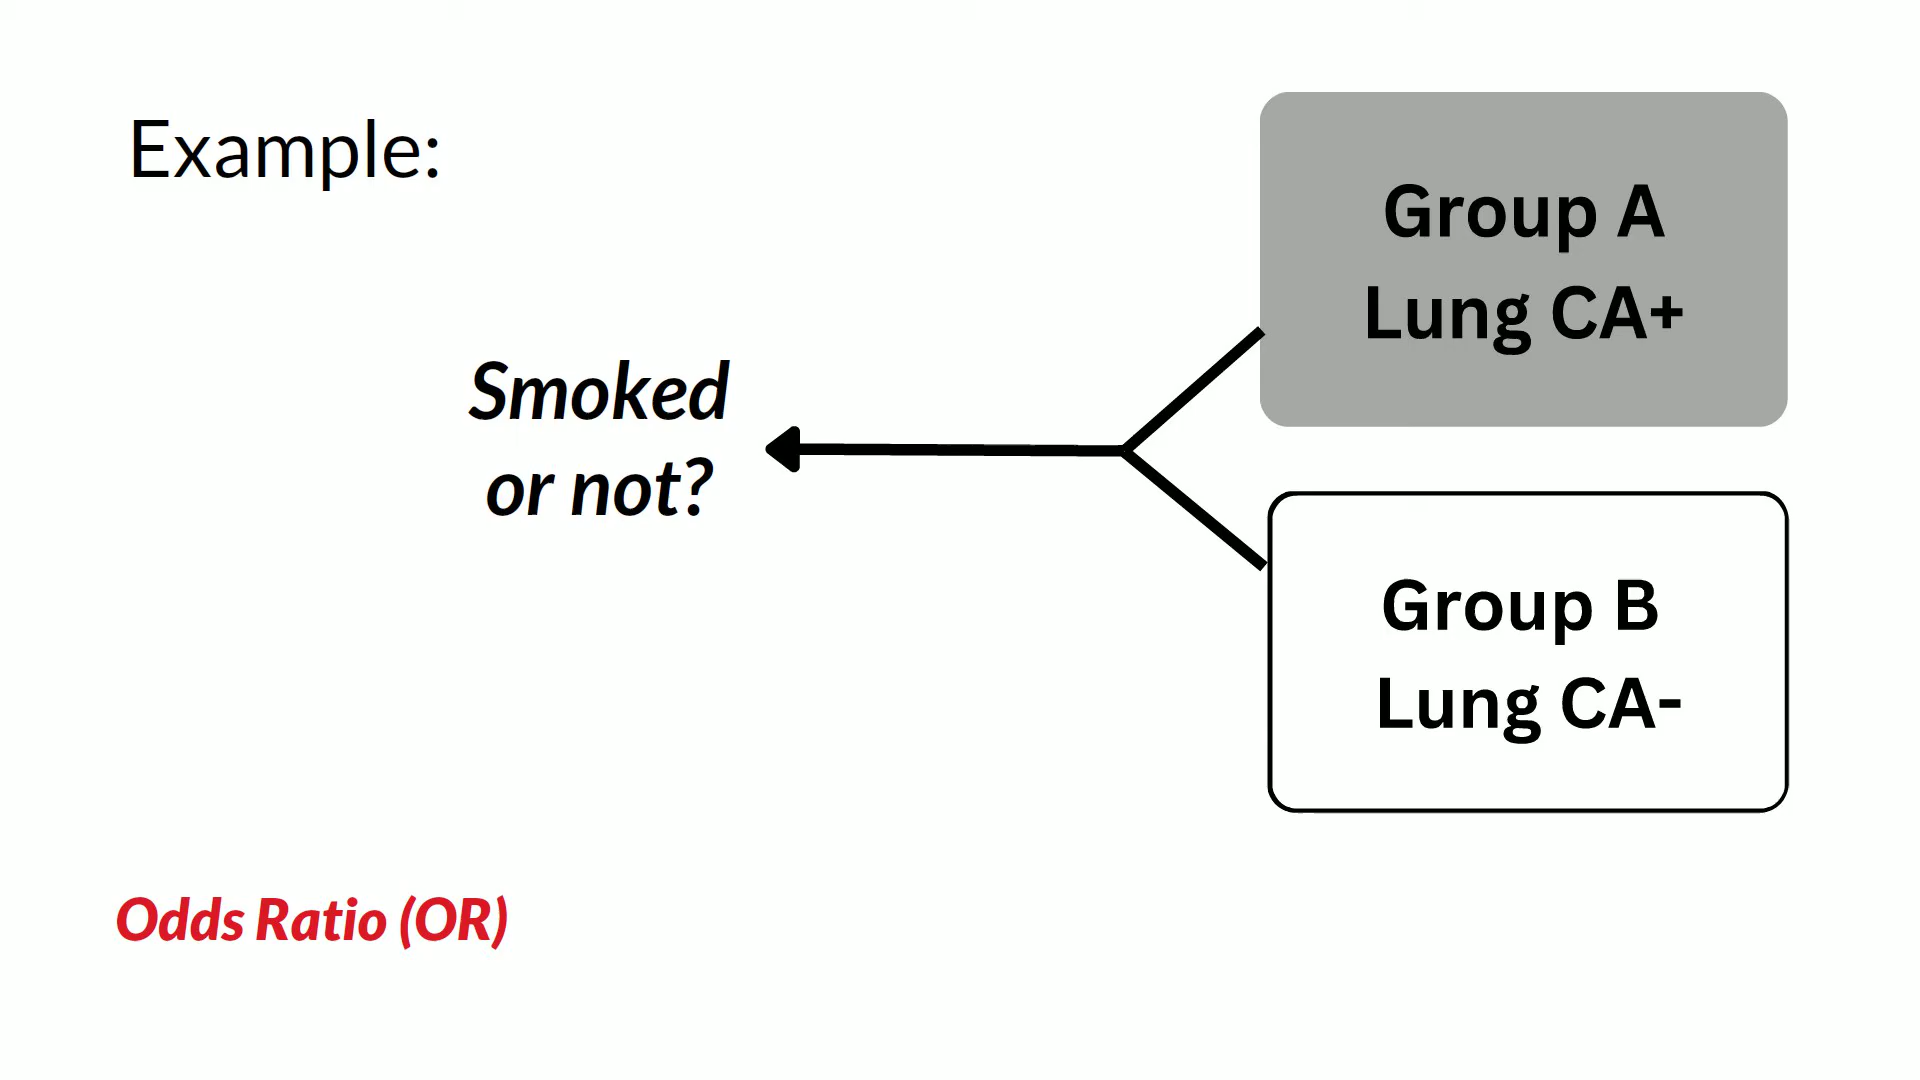 Example:
Group A
Lung CA+
Smoked
or not?
Group B
Lung CA-
Odds Ratio (OR)